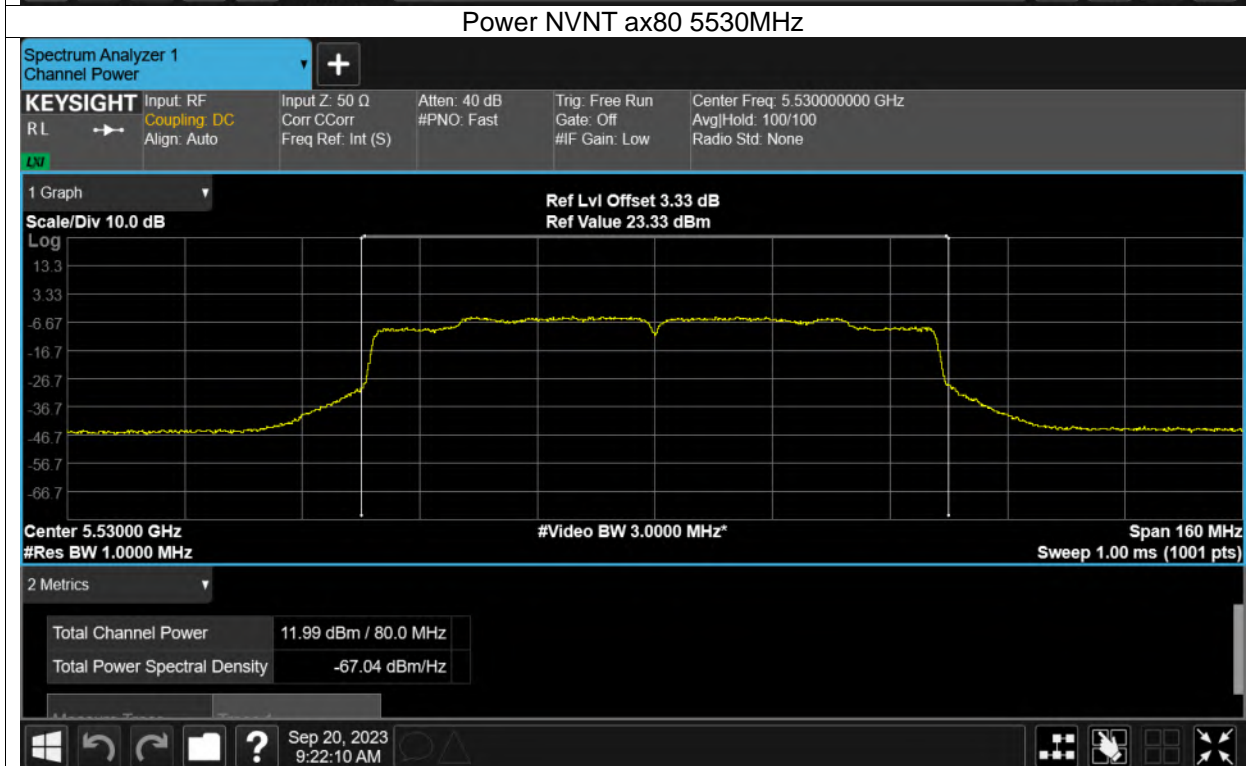 Power NVNT ax80 5530MHz
Spectrum Analyzer 1
Channel Power
KEYSIGHT
RL
LXI
Input: RF
Coupling: DC
Align: Auto
Input Z: 50 Ω
Corr CCorr
Freq Ref: Int (S)
Atten: 40 dB
#PNO: Fast
Trig: Free Run
Gate: Off
#IF Gain: Low
Center Freq: 5.530000000 GHz
Avg|Hold: 100/100
Radio Std: None
1 Graph
Scale/Div 10.0 dB
Ref Lvl Offset 3.33 dB
Ref Value 23.33 dBm
Log
13.3
3.33
-6.67
-16.7
-26.7
-36.7
-46.7
-56.7
-66.7
Center 5.53000 GHz
#Video BW 3.0000 MHz*
Span 160 MHz
#Res BW 1.0000 MHz
Sweep 1.00 ms (1001 pts)
2 Metrics
Total Channel Power 11.99 dBm / 80.0 MHz
Total Power Spectral Density -67.04 dBm/Hz
Sep 20, 2023
9:22:10 AM